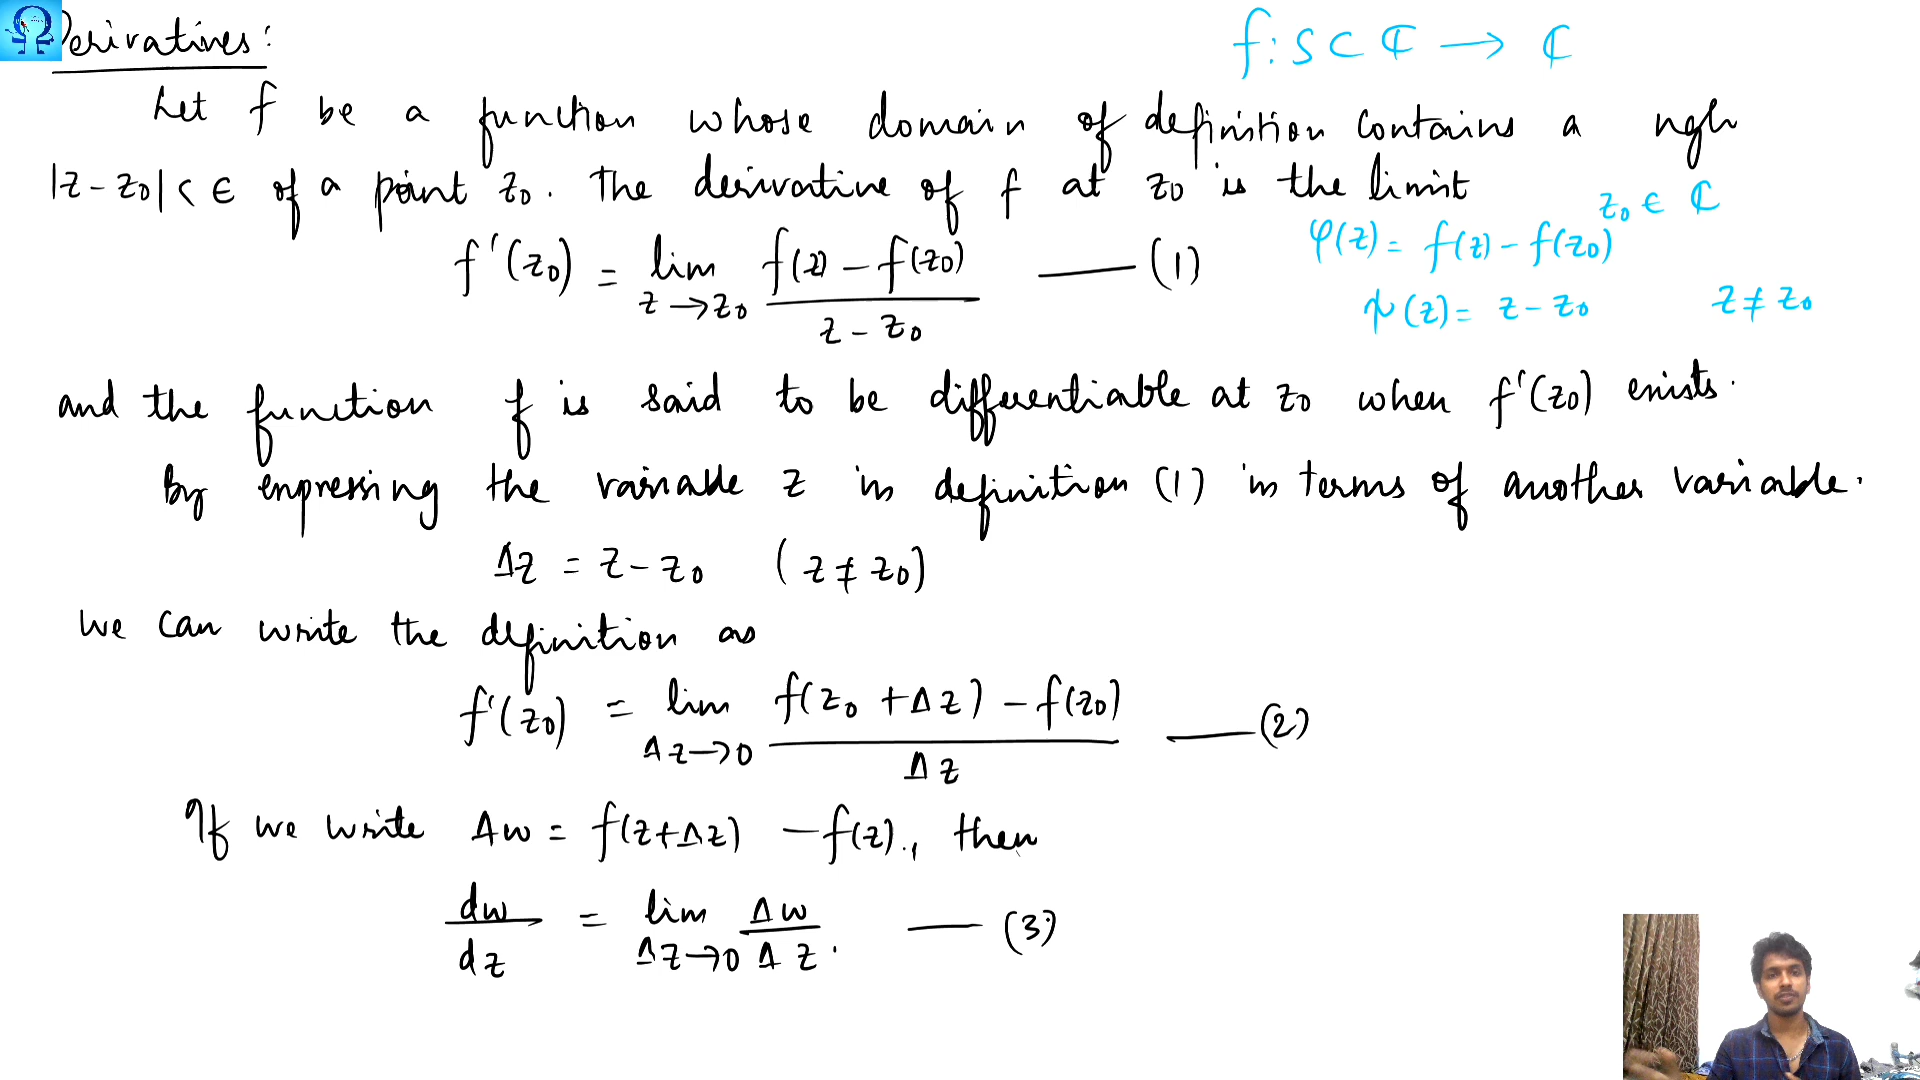 Derivatives:
f: S ⊂ ℂ → ℂ
Let f be a function whose domain of definition contains a ngh
|z - z₀| < ϵ of a point z₀. The derivative of f at z₀ is the limit
z₀ ∈ ℂ
φ(z) = f(z) - f(z₀)
f'(z₀) = lim_{z→z₀} (f(z) - f(z₀))/(z - z₀) —— (1)
ψ(z) = z - z₀ z ≠ z₀
and the function f is said to be differentiable at z₀ when f'(z₀) exists.
By expressing the variable z in definition (1) in terms of another variable.
Δz = z - z₀ (z ≠ z₀)
We can write the definition as
f'(z₀) = lim_{Δz→0} (f(z₀ + Δz) - f(z₀))/Δz —— (2)
If we write Δw = f(z+Δz) - f(z), then
dw/dz = lim_{Δz→0} Δw/Δz. —— (3)